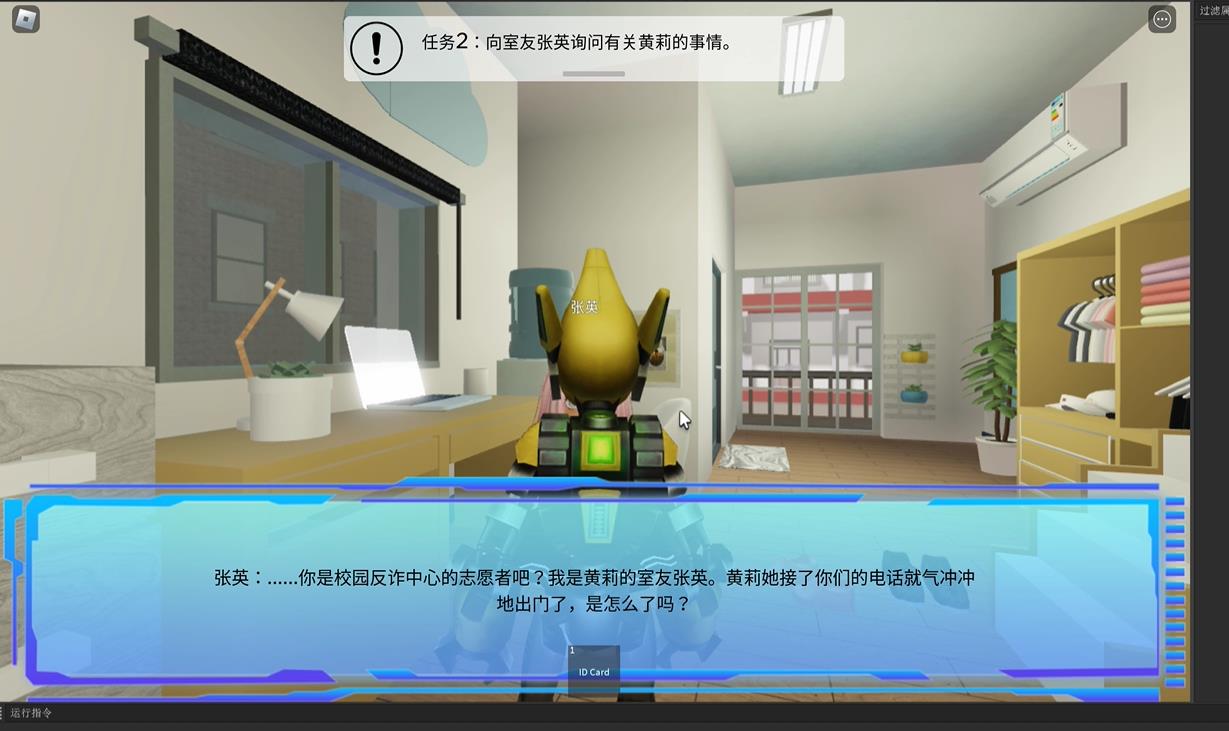 过滤
任务2：向室友张英询问有关黄莉的事情。
张英
张英：......你是校园反诈中心的志愿者吧？我是黄莉的室友张英。黄莉她接了你们的电话就气冲冲
地出门了，是怎么了吗？
1
ID Card
运行指令